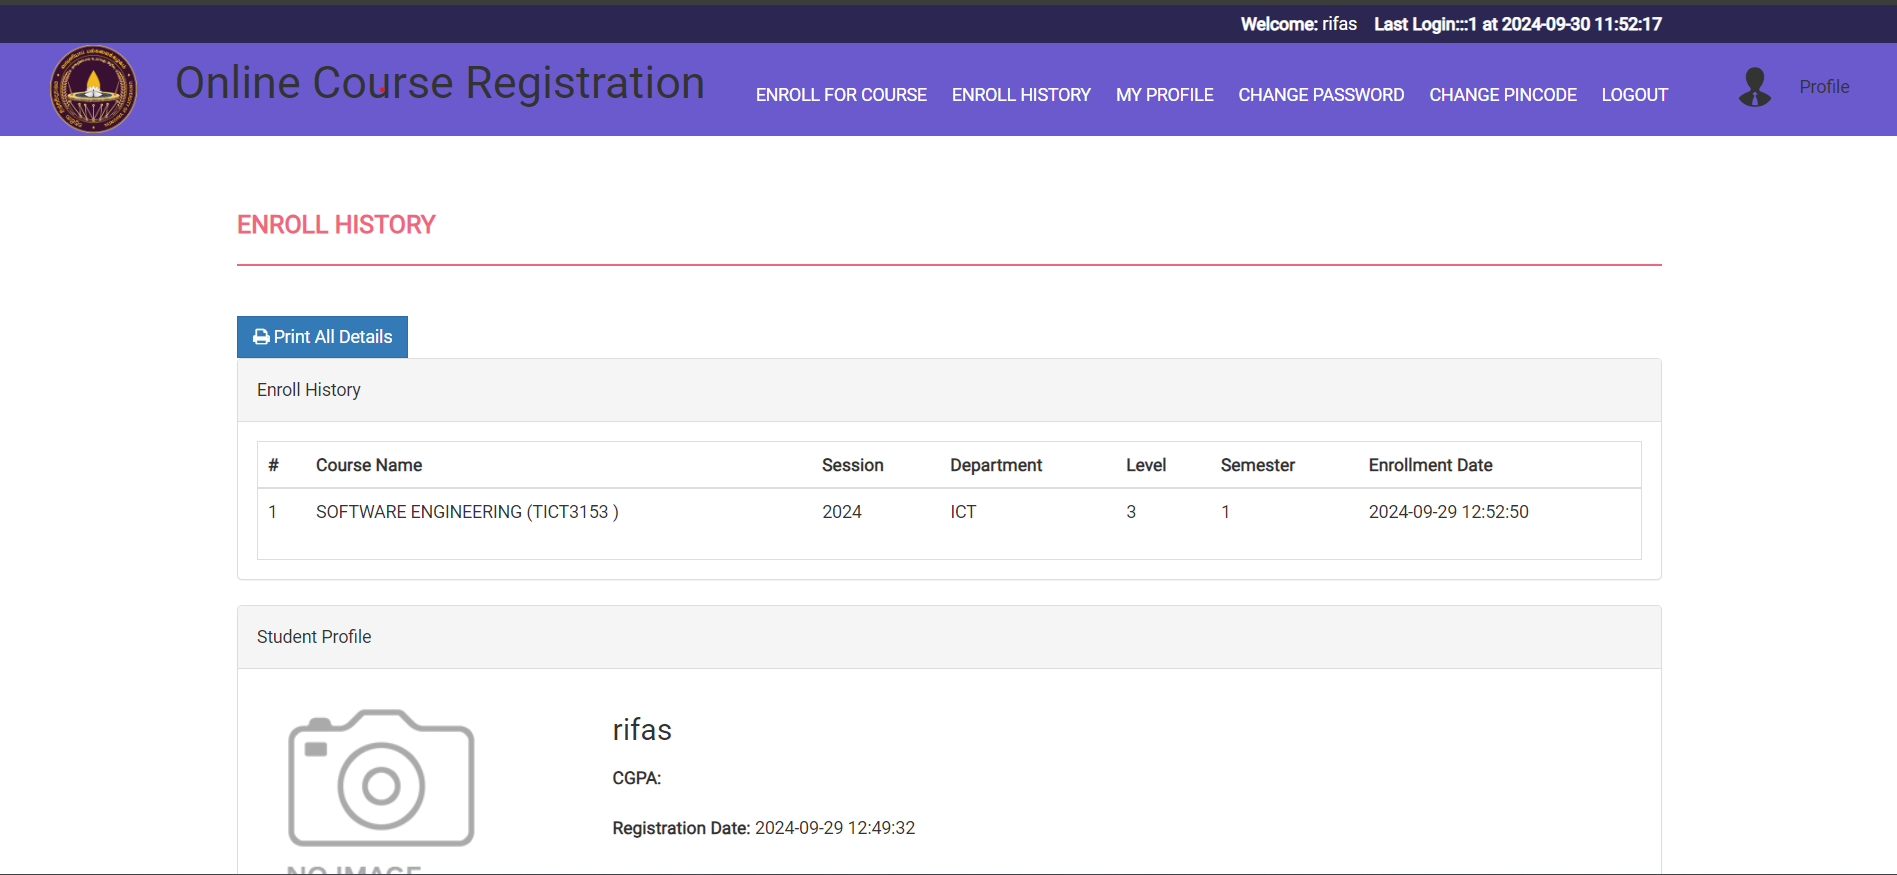 Welcome: rifas Last Login:::1 at 2024-09-30 11:52:17
Online Course Registration
ENROLL FOR COURSE ENROLL HISTORY MY PROFILE CHANGE PASSWORD CHANGE PINCODE LOGOUT
Profile
ENROLL HISTORY
Print All Details
Enroll History
# Course Name Session Department Level Semester Enrollment Date
1 SOFTWARE ENGINEERING (TICT3153 ) 2024 ICT 3 1 2024-09-29 12:52:50
Student Profile
rifas
CGPA:
Registration Date: 2024-09-29 12:49:32
NO IMAGE